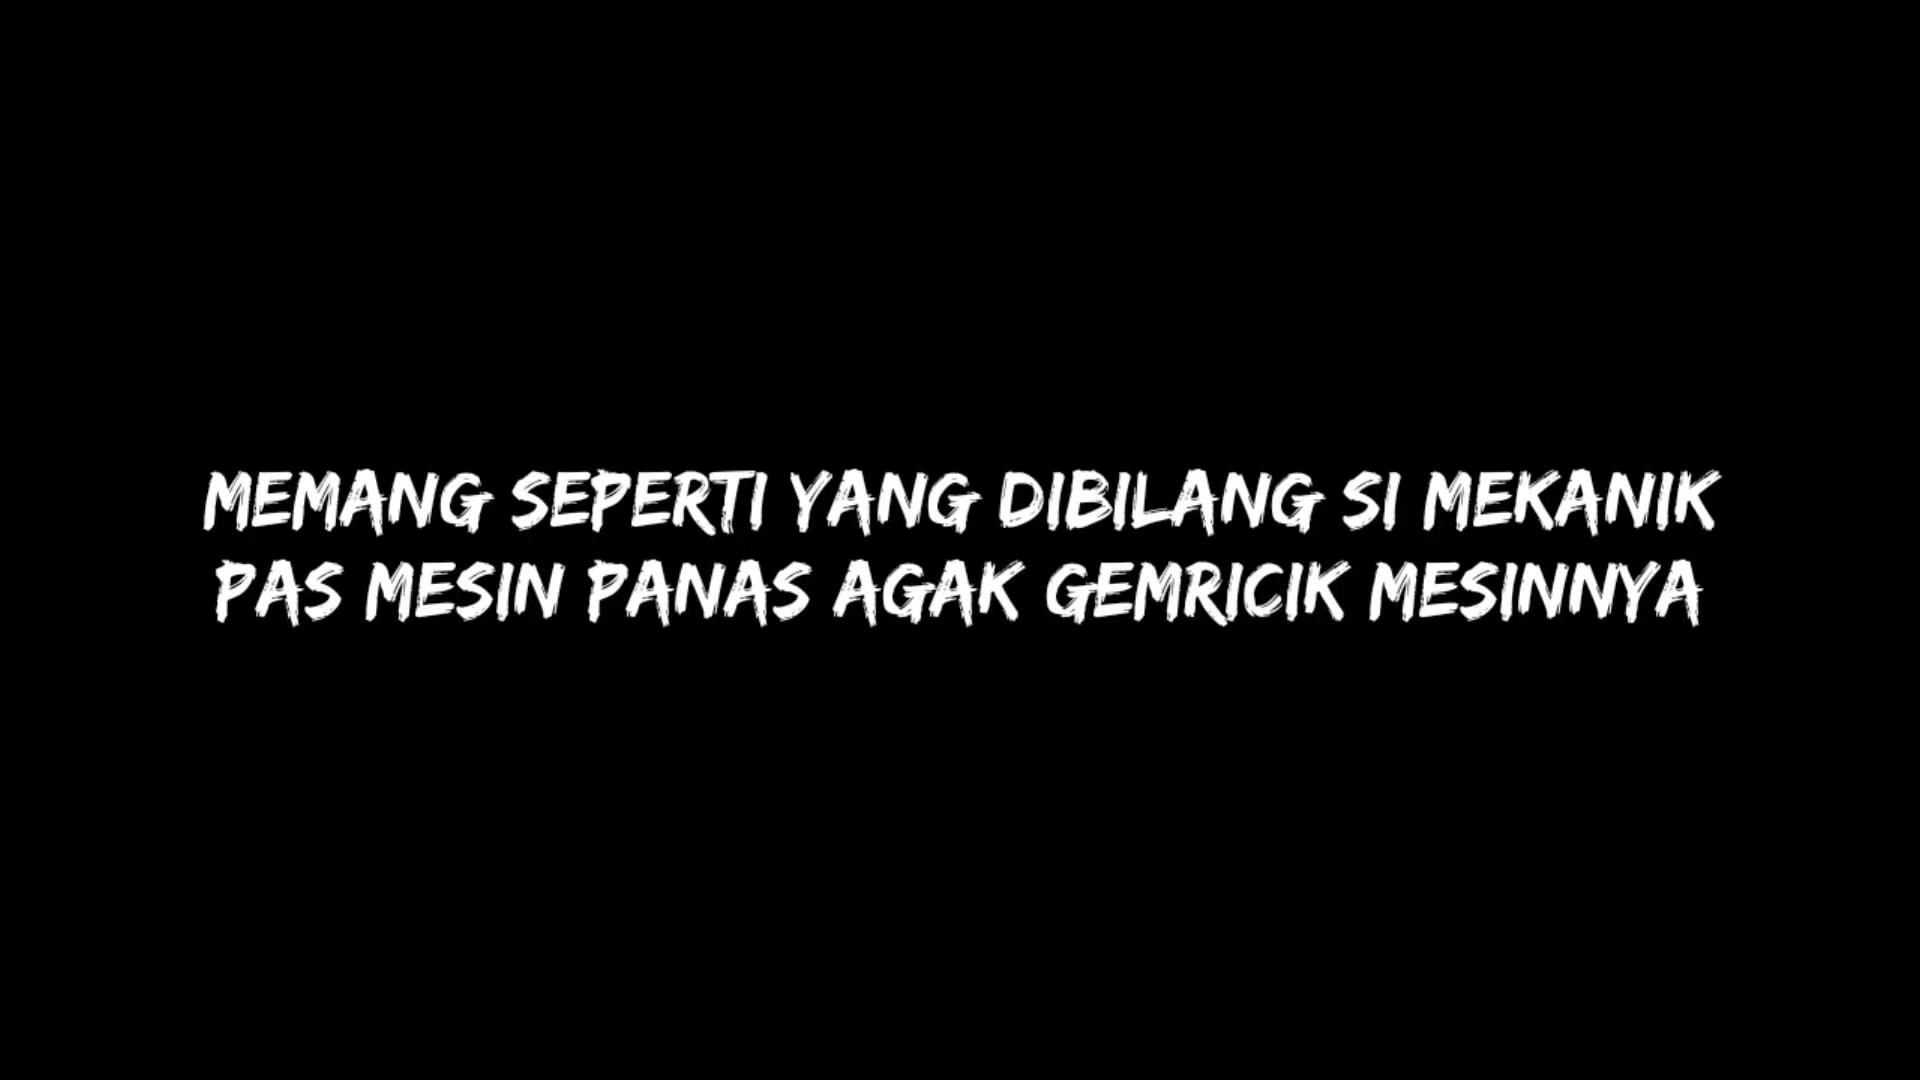 MEMANG SEPERTI YANG DIBILANG SI MEKANIK
PAS MESIN PANAS AGAK GEMRICIK MESINNYA